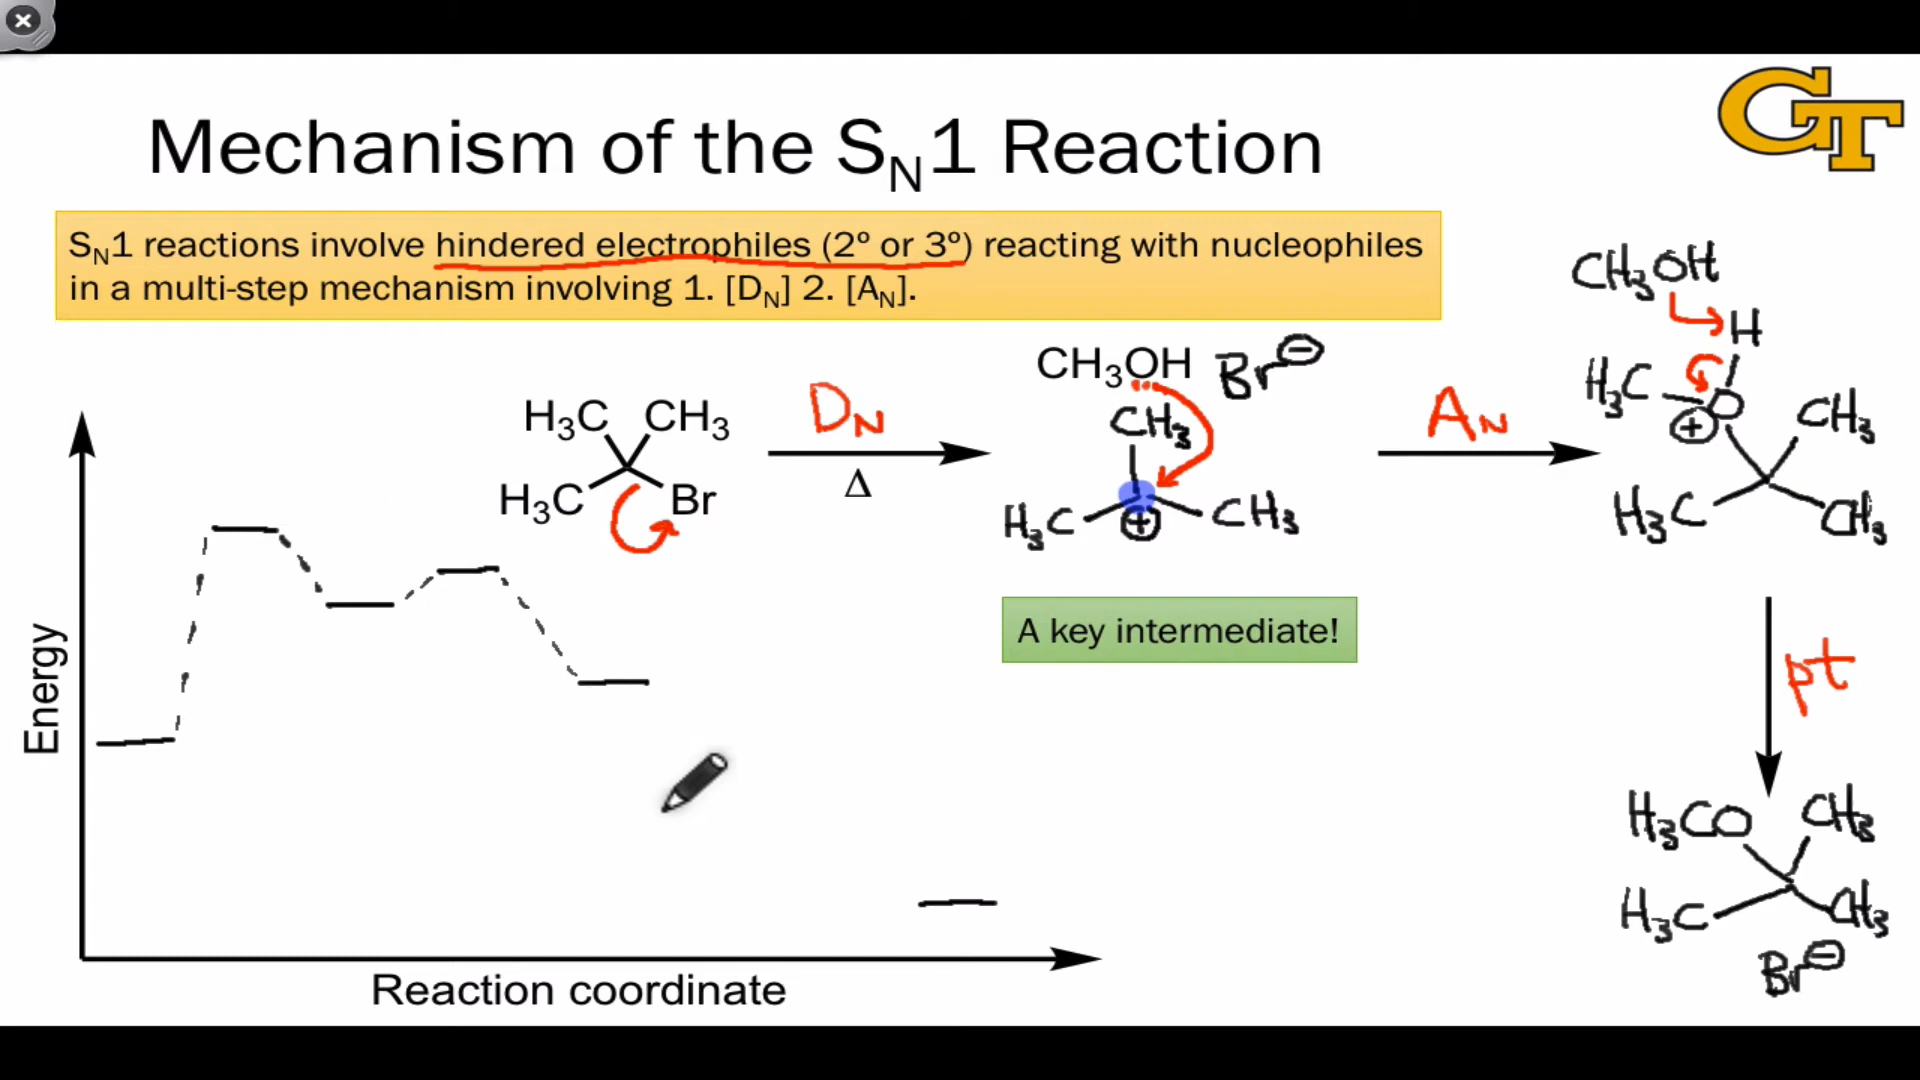 GT
Mechanism of the SN1 Reaction
SN1 reactions involve hindered electrophiles (2º or 3º) reacting with nucleophiles
in a multi-step mechanism involving 1. [DN] 2. [AN].
H3C CH3
H3C Br
DN
Δ
CH3OH Br⊖
CH3
H3C ⊕ CH3
A key intermediate!
AN
CH3OH
H
H3C O
⊕ CH3
H3C CH3
pt
H3CO CH3
H3C CH3
Br⊖
Energy
Reaction coordinate